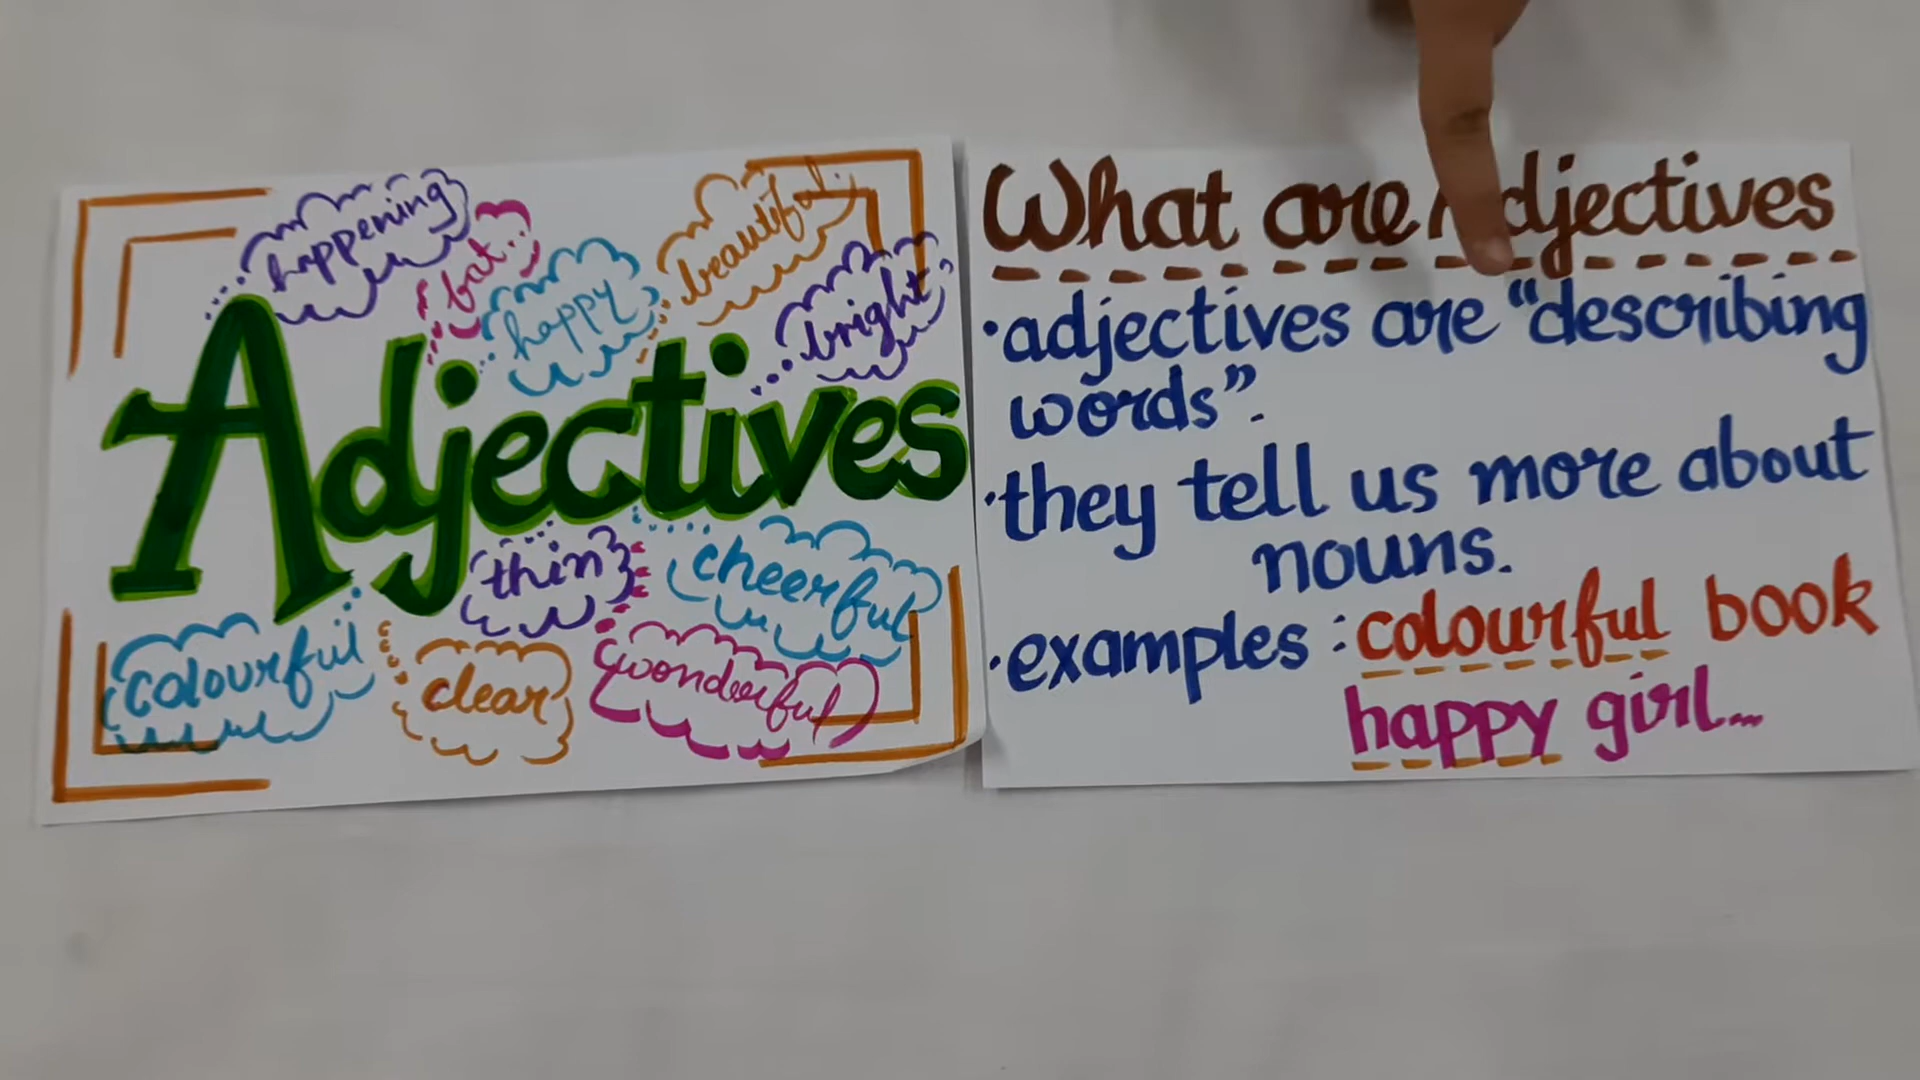 happening
fat..
happy
beautiful
bright
Adjectives
thin
cheerful
colourful
clear
wonderful
What are Adjectives
•adjectives are "describing
words".
•they tell us more about
nouns.
•examples : colourful book
happy girl...